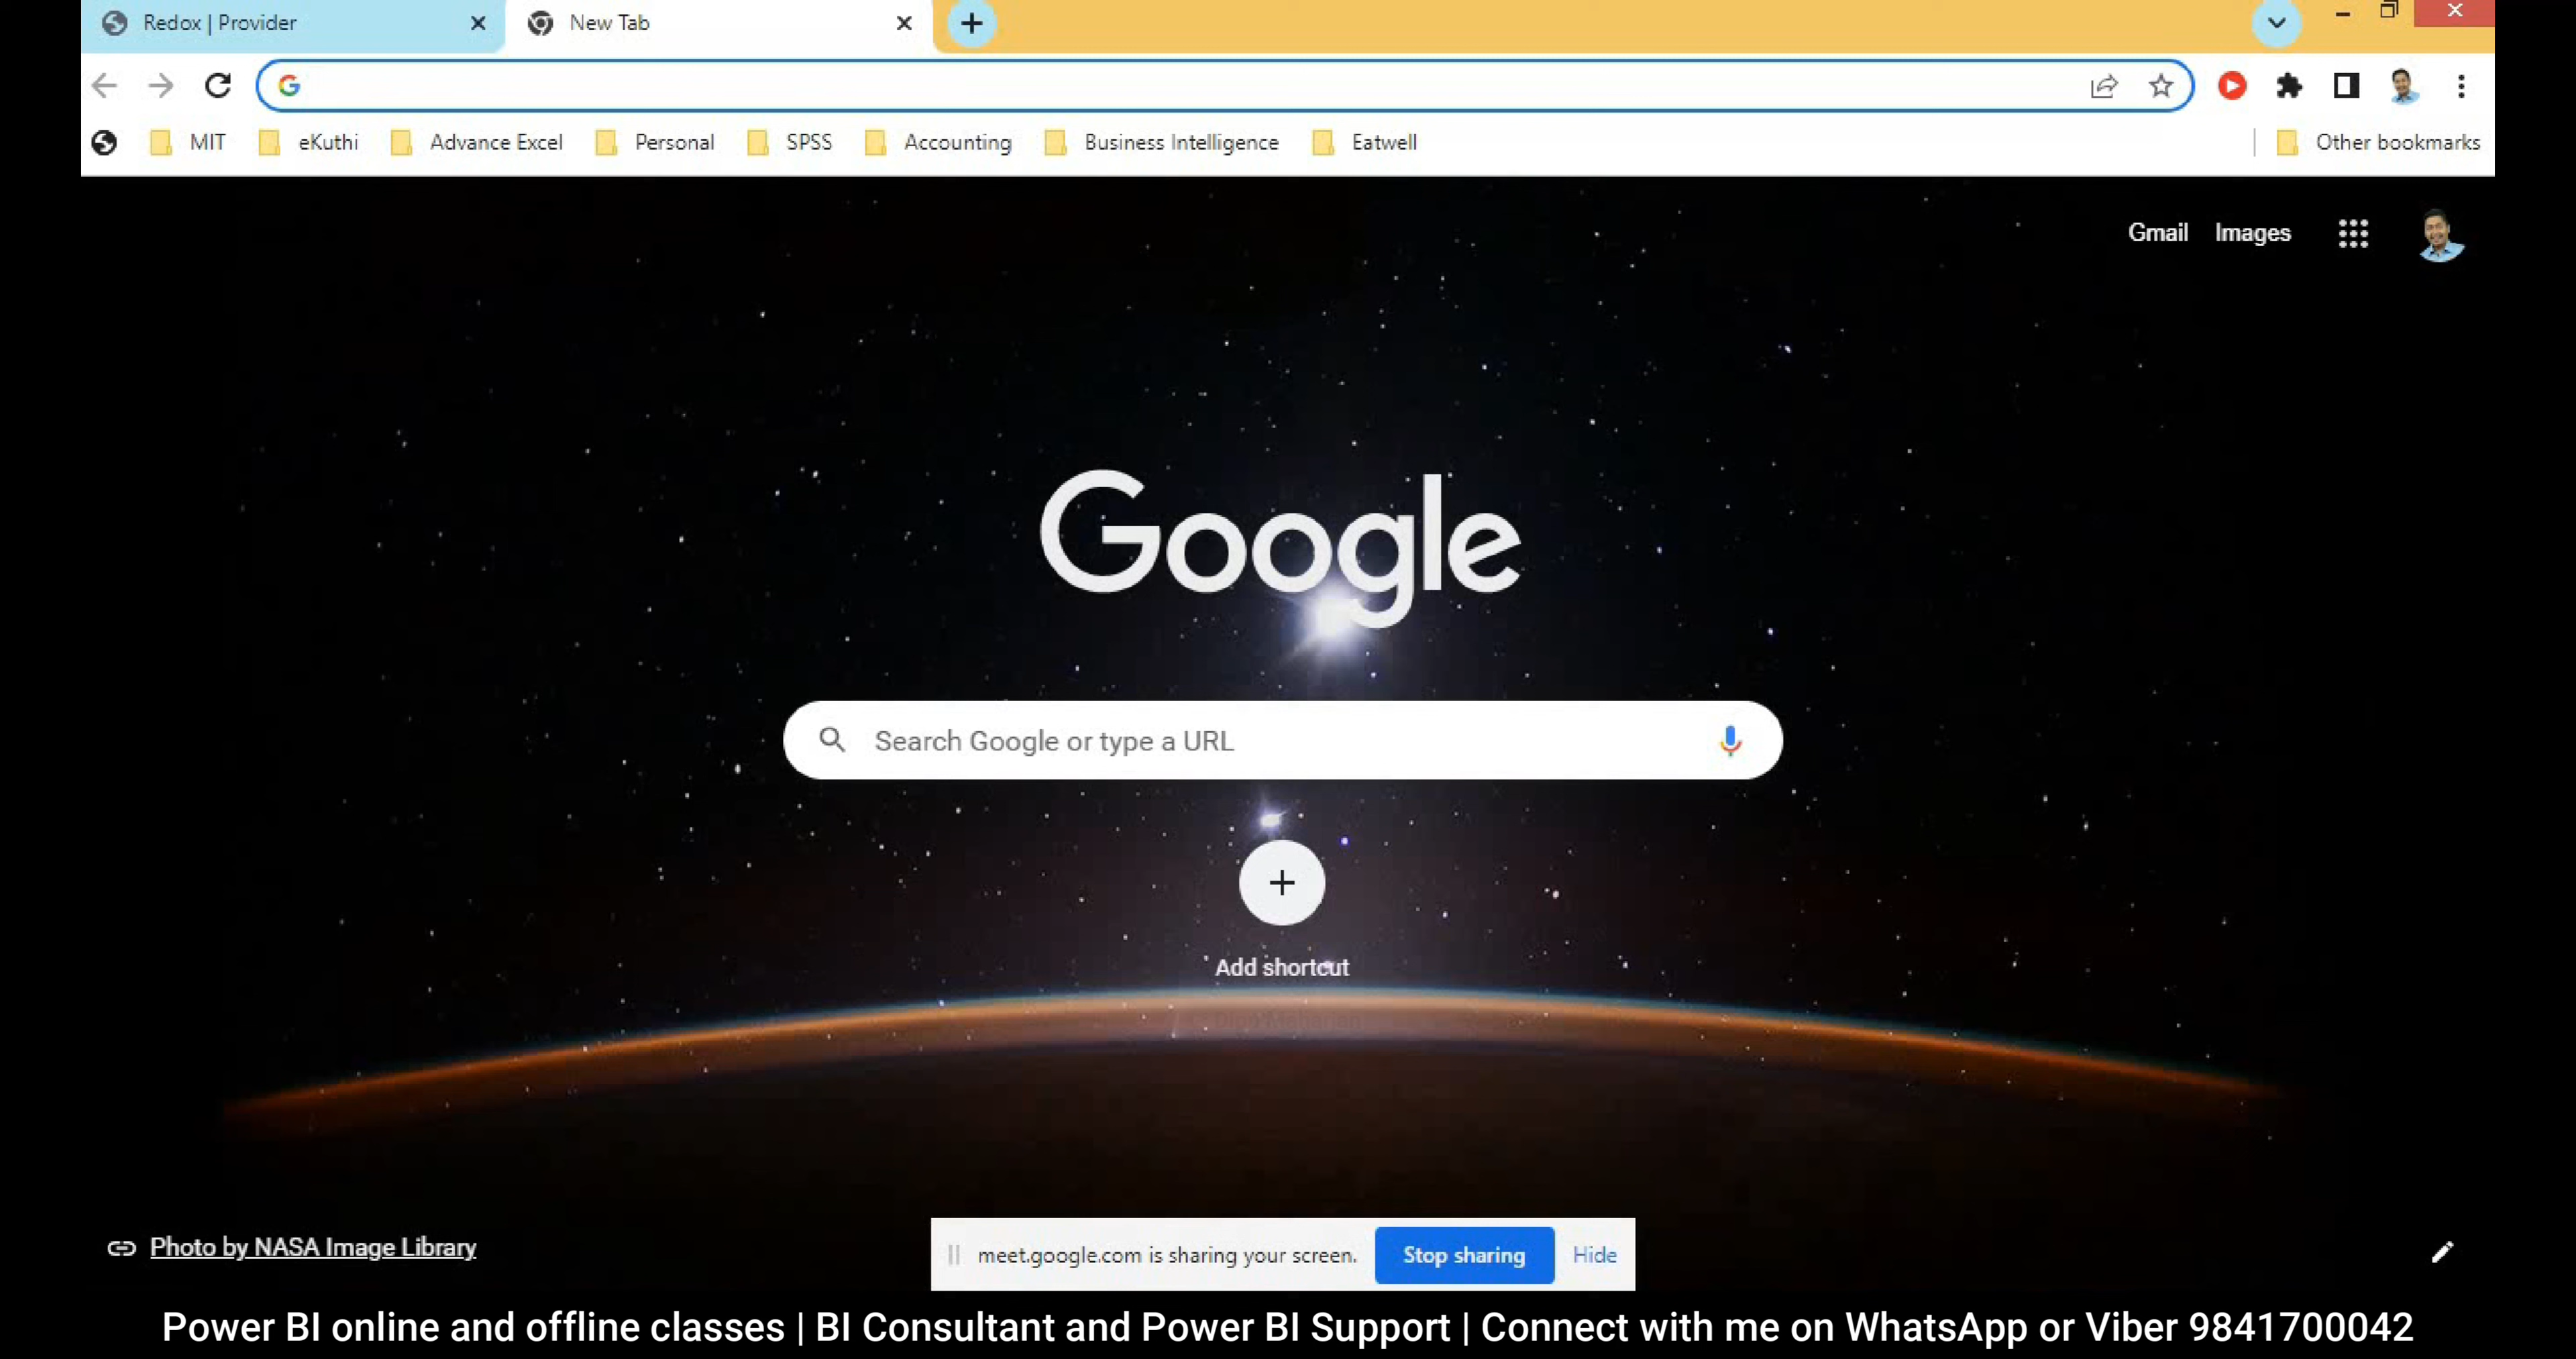 Redox | Provider
New Tab
MIT eKuthi Advance Excel Personal SPSS Accounting Business Intelligence Eatwell Other bookmarks
Gmail Images
Google
Search Google or type a URL
Add shortcut
Photo by NASA Image Library
meet.google.com is sharing your screen. Stop sharing Hide
Power BI online and offline classes | BI Consultant and Power BI Support | Connect with me on WhatsApp or Viber 9841700042